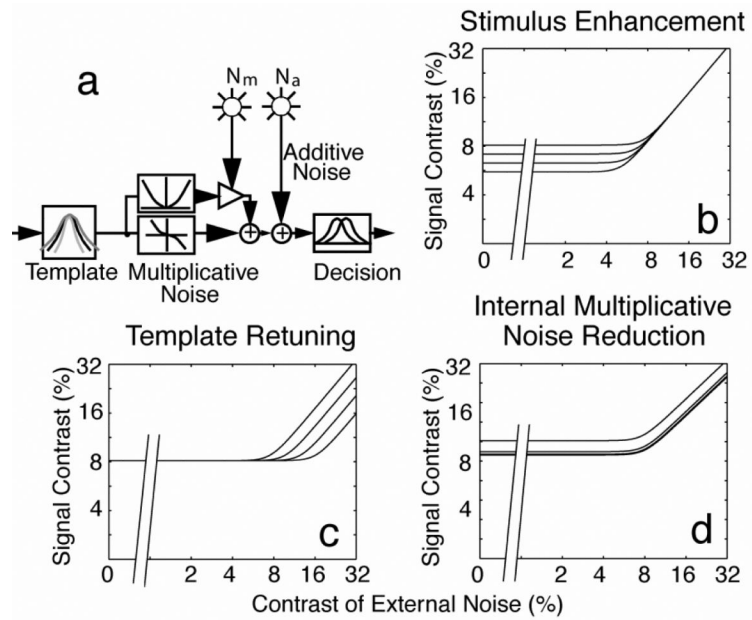 a
Nm
Na
Additive
Noise
Template
Multiplicative
Noise
Decision
Stimulus Enhancement
Signal Contrast (%)
32
16
8
4
0
2
4
8
16
32
b
Template Retuning
Signal Contrast (%)
32
16
8
4
0
2
4
8
16
32
c
Internal Multiplicative
Noise Reduction
Signal Contrast (%)
32
16
8
4
0
2
4
8
16
32
d
Contrast of External Noise (%)